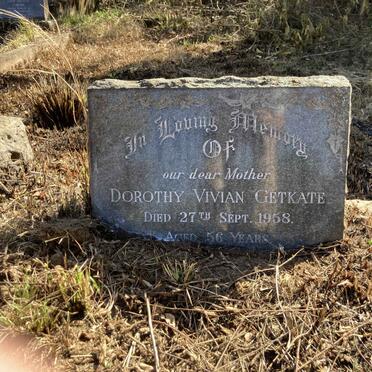 In Loving Memory
Of
our dear Mother
DOROTHY VIVIAN GETKATE
DIED 27TH SEPT. 1958.
AGED 56 YEARS